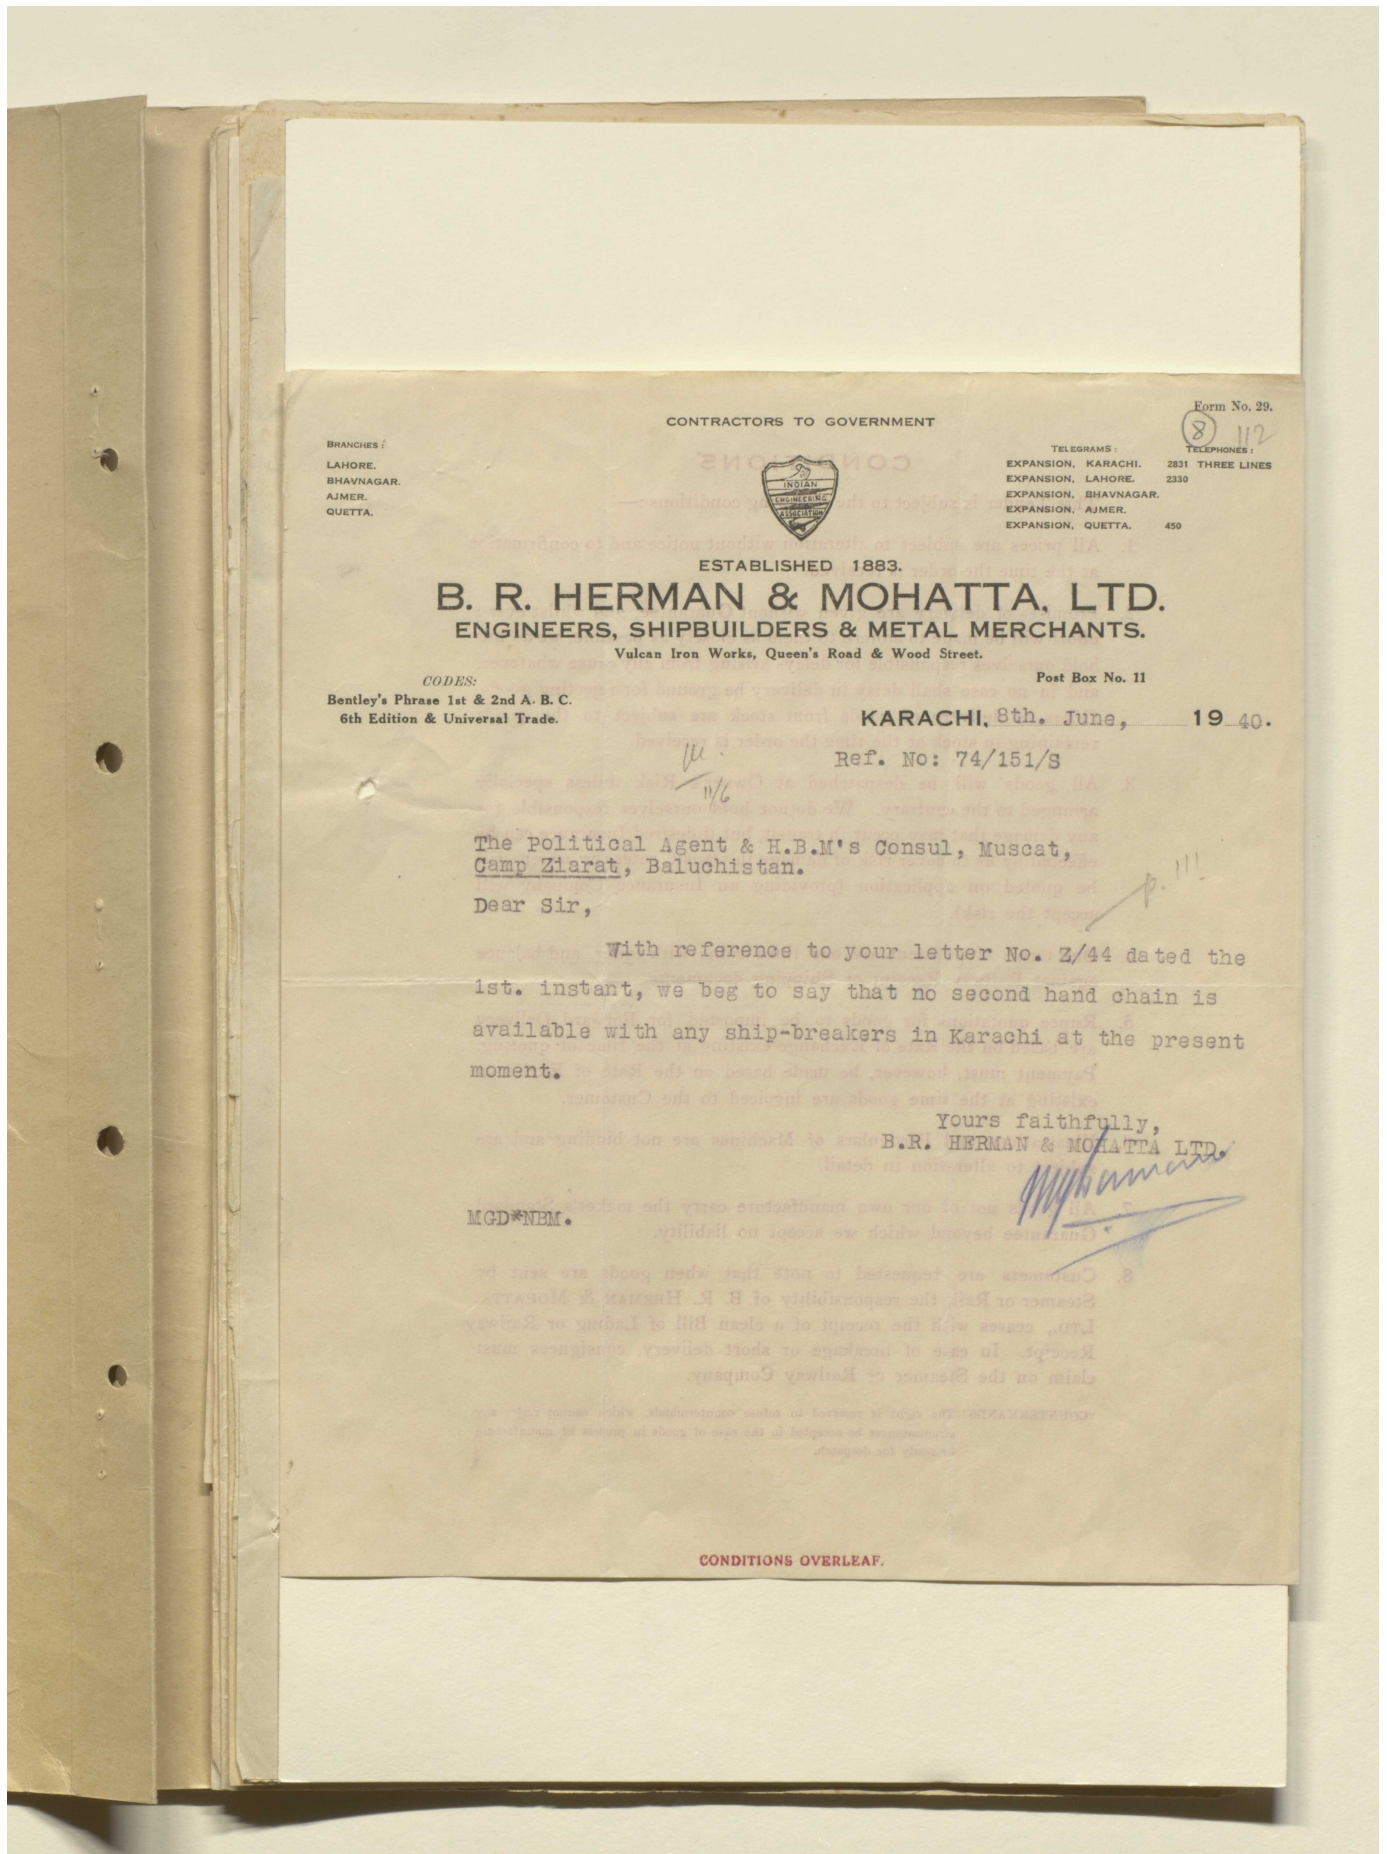 Form No. 29.
CONTRACTORS TO GOVERNMENT
8 112
BRANCHES:
LAHORE.
BHAVNAGAR.
AJMER.
QUETTA.
INDIAN
ENGINEERING
ASSOCIATION
TELEGRAMS: TELEPHONES:
EXPANSION, KARACHI. 2831 THREE LINES
EXPANSION, LAHORE. 2330
EXPANSION, BHAVNAGAR.
EXPANSION, AJMER.
EXPANSION, QUETTA. 450
ESTABLISHED 1883.
B. R. HERMAN & MOHATTA, LTD.
ENGINEERS, SHIPBUILDERS & METAL MERCHANTS.
Vulcan Iron Works, Queen's Road & Wood Street.
CODES:
Bentley's Phrase 1st & 2nd A. B. C.
6th Edition & Universal Trade.
Post Box No. 11
KARACHI, 8th. June, 1940.
Ref. No: 74/151/S
11/6
The Political Agent & H.B.M's Consul, Muscat,
Camp Ziarat, Baluchistan.
p. 111
Dear Sir,
With reference to your letter No. Z/44 dated the
1st. instant, we beg to say that no second hand chain is
available with any ship-breakers in Karachi at the present
moment.
Yours faithfully,
B.R. HERMAN & MOHATTA LTD.
MGD*NBM.
CONDITIONS OVERLEAF.